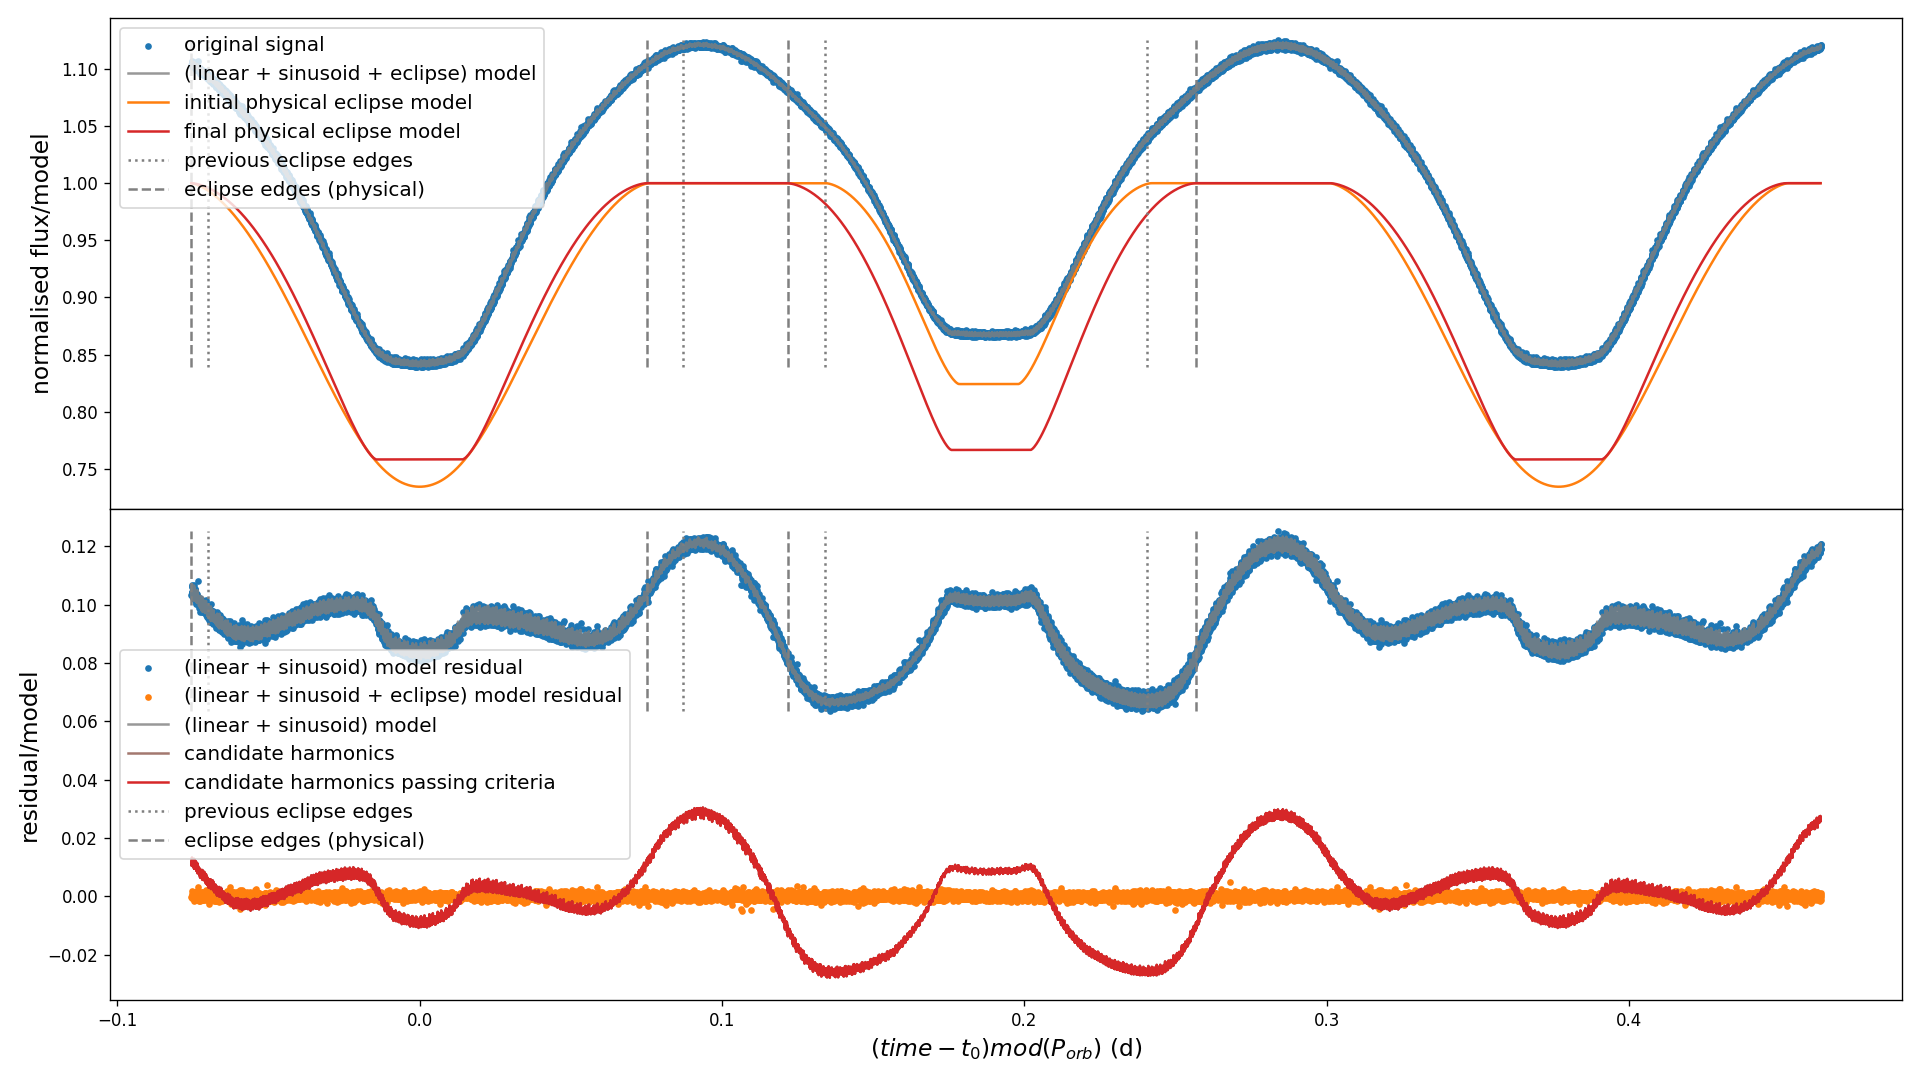 original signal
(linear + sinusoid + eclipse) model
initial physical eclipse model
final physical eclipse model
previous eclipse edges
eclipse edges (physical)
normalised flux/model
1.10
1.05
1.00
0.95
0.90
0.85
0.80
0.75
(linear + sinusoid) model residual
(linear + sinusoid + eclipse) model residual
(linear + sinusoid) model
candidate harmonics
candidate harmonics passing criteria
previous eclipse edges
eclipse edges (physical)
residual/model
0.12
0.10
0.08
0.06
0.04
0.02
0.00
−0.02
−0.1 0.0 0.1 0.2 0.3 0.4
(time − t₀)mod(P_orb) (d)